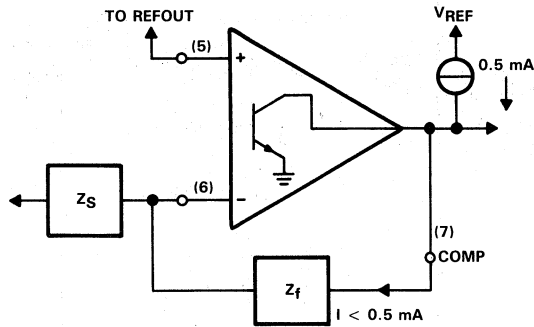 TO REFOUT
VREF
(5)
0.5 mA
+
(6)
−
ZS
(7)
COMP
Zf
I < 0.5 mA